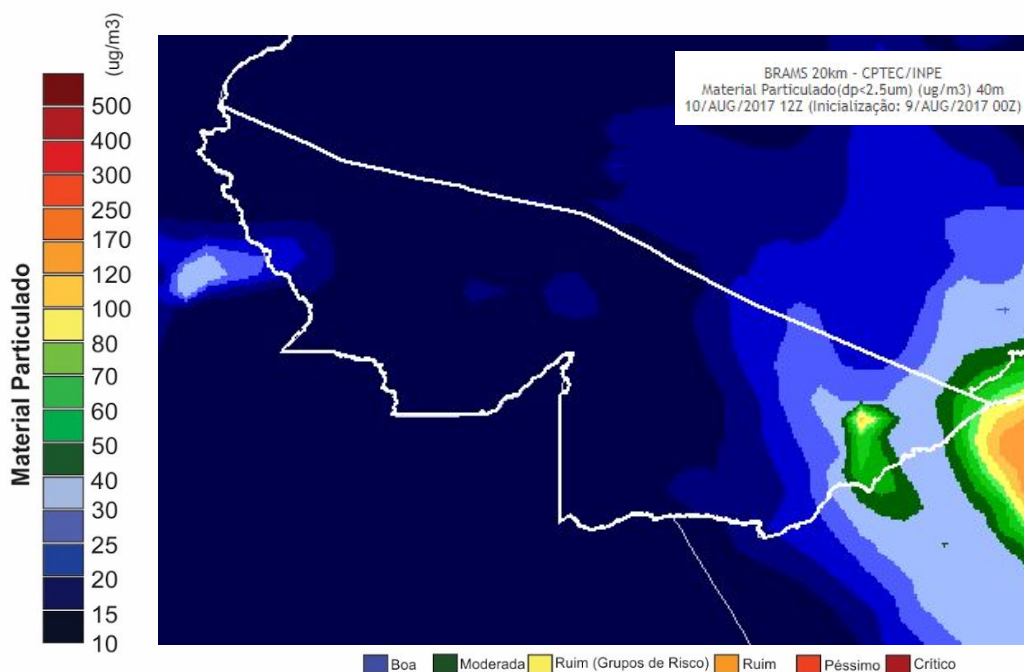 (ug/m3)
BRAMS 20km - CPTEC/INPE
Material Particulado(dp<2.5um) (ug/m3) 40m
10/AUG/2017 12Z (Inicialização: 9/AUG/2017 00Z)
Material Particulado
500
400
300
250
170
120
100
80
70
60
50
40
30
25
20
15
10
Boa Moderada Ruim (Grupos de Risco) Ruim Péssimo Crítico